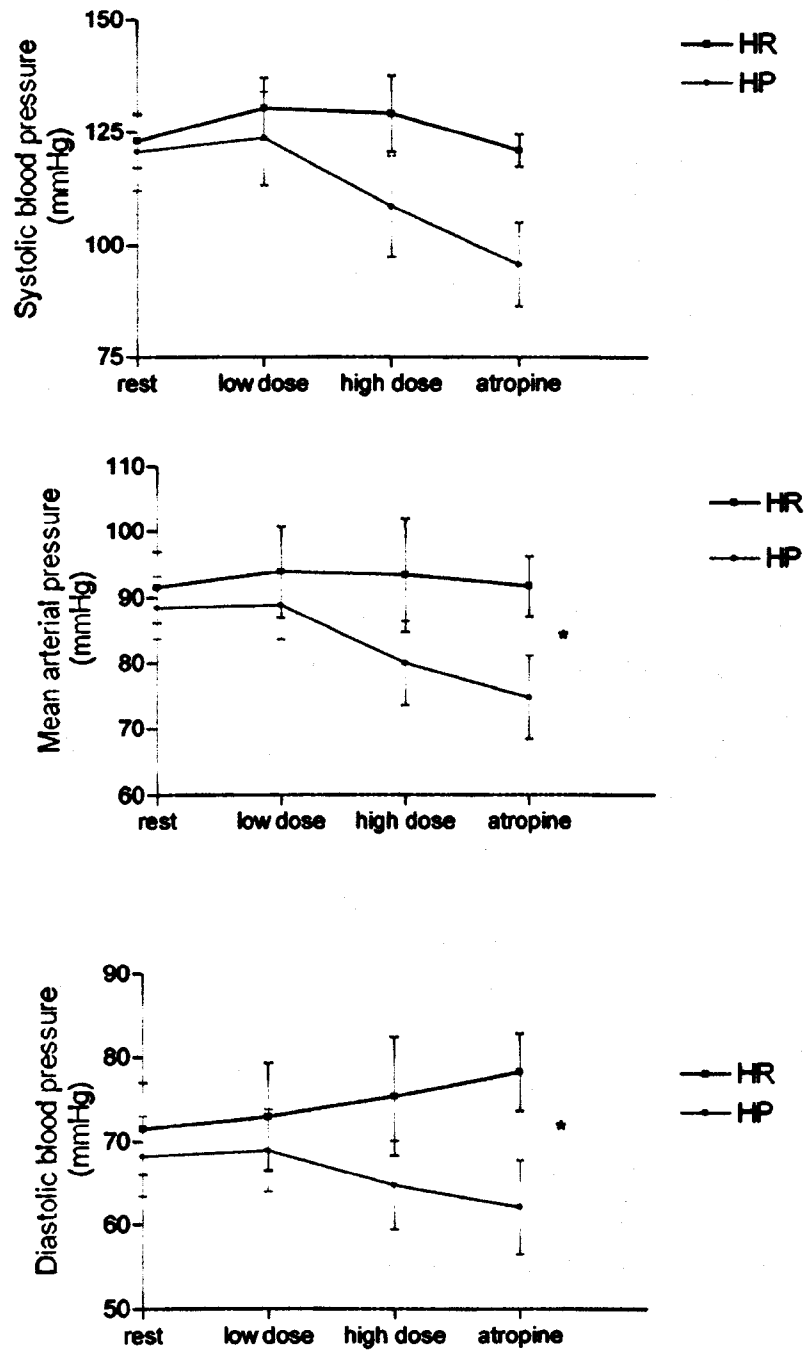 150
125
100
75
Systolic blood pressure
(mmHg)
rest low dose high dose atropine
HR
HP
110
100
90
80
70
60
Mean arterial pressure
(mmHg)
rest low dose high dose atropine
HR
HP
*
90
80
70
60
50
Diastolic blood pressure
(mmHg)
rest low dose high dose atropine
HR
HP
*